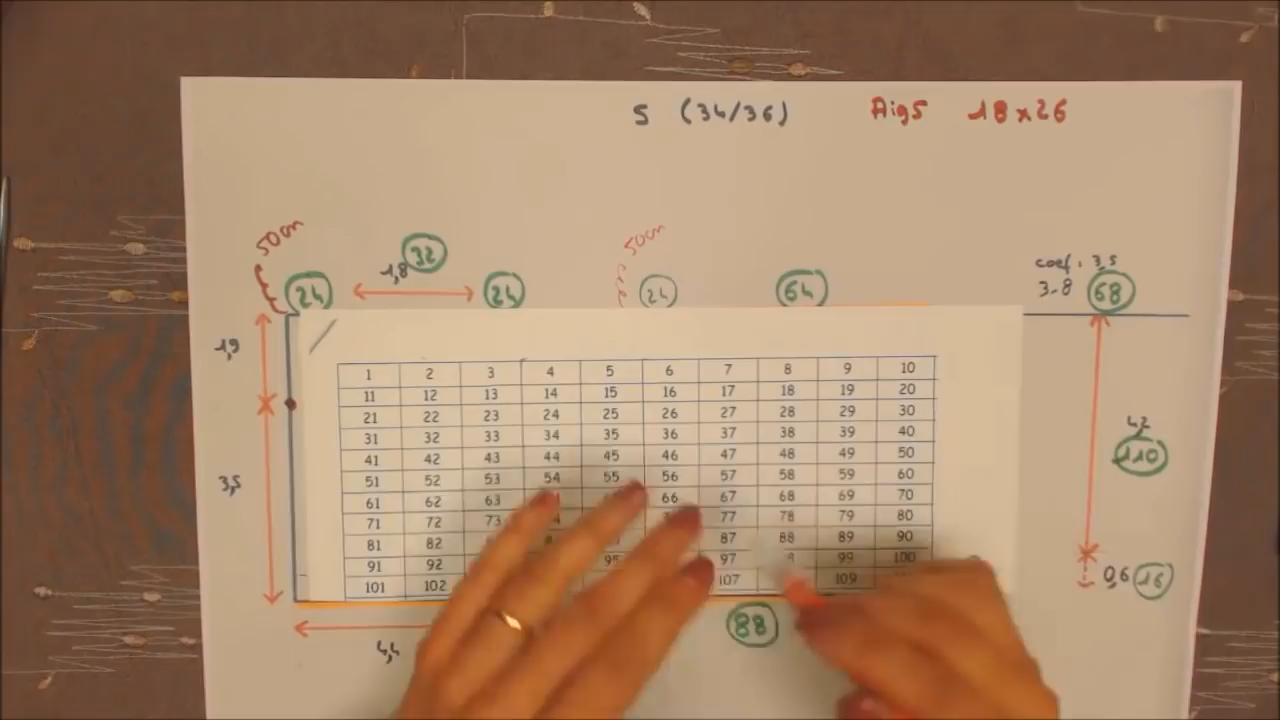 S (34/36) Aig 5 18x26
50cm 1,8 32 50cm coef. 3,5
24 24 24 64 3-8 68
1,9
3,5
1 2 3 4 5 6 7 8 9 10
11 12 13 14 15 16 17 18 19 20
21 22 23 24 25 26 27 28 29 30
31 32 33 34 35 36 37 38 39 40
41 42 43 44 45 46 47 48 49 50
51 52 53 54 55 56 57 58 59 60
61 62 63 66 67 68 69 70
71 72 73 77 78 79 80
81 82 87 88 89 90
91 92 95 97 99 100
101 102 107 109
4,2
110
0,6 16
88
4,4